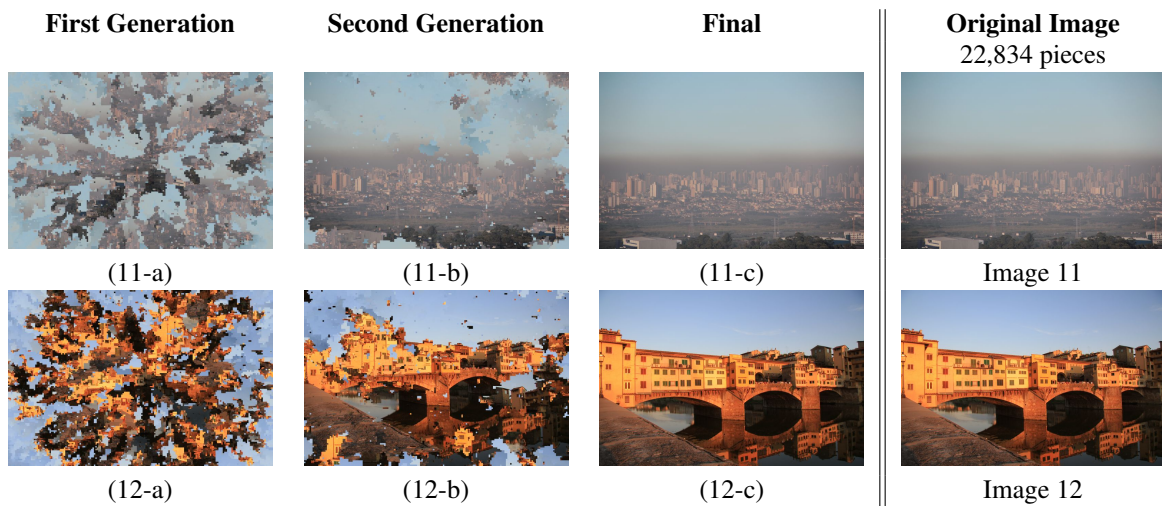 First Generation Second Generation Final Original Image
22,834 pieces
(11-a) (11-b) (11-c) Image 11
(12-a) (12-b) (12-c) Image 12